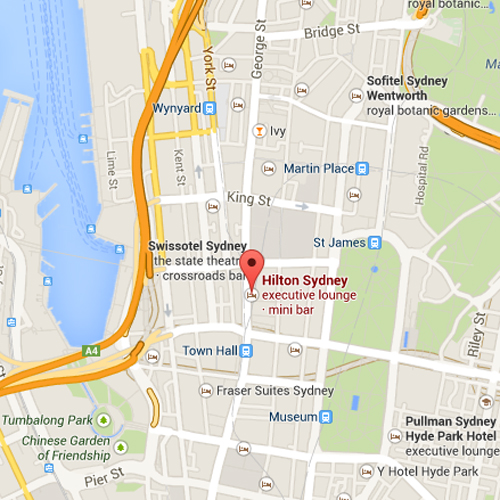 royal botanic...
Bridge St
George St
York St
Sofitel Sydney
Wentworth
royal botanic gardens...
Wynyard
Ivy
Lime St
Kent St
Martin Place
Hospital Rd
King St
Swissotel Sydney
the state theatr
· crossroads ba
St James
Hilton Sydney
executive lounge
· mini bar
Riley St
A4
Town Hall
Fraser Suites Sydney
Tumbalong Park
Museum
Pullman Sydney
Hyde Park Hotel
executive lounge
Chinese Garden
of Friendship
Pier St
Y Hotel Hyde Park